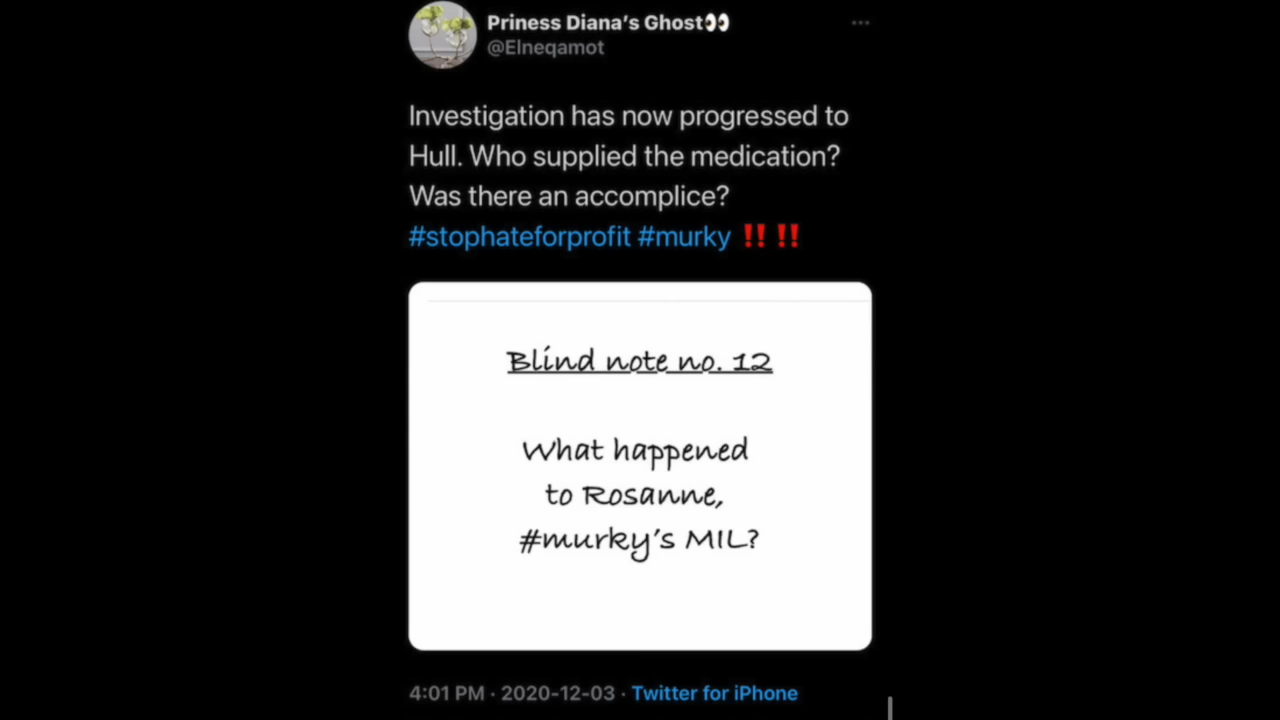 Priness Diana's Ghost👀
@Elneqamot
Investigation has now progressed to
Hull. Who supplied the medication?
Was there an accomplice?
#stophateforprofit #murky ‼️ ‼️
Blind note no. 12
What happened
to Rosanne,
#murky's MIL?
4:01 PM · 2020-12-03 · Twitter for iPhone